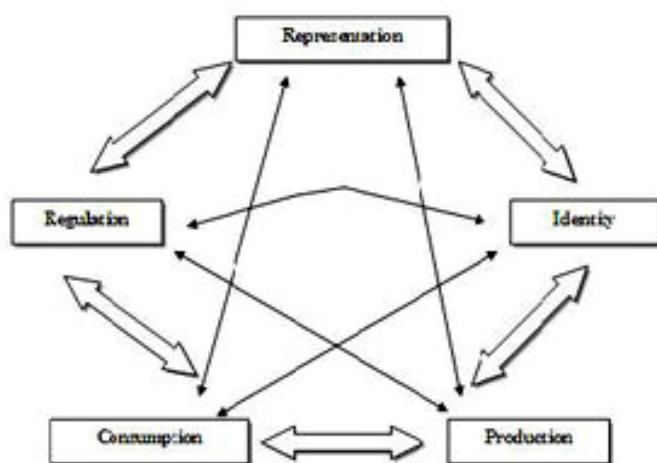 Representation
Regulation
Identity
Consumption
Production